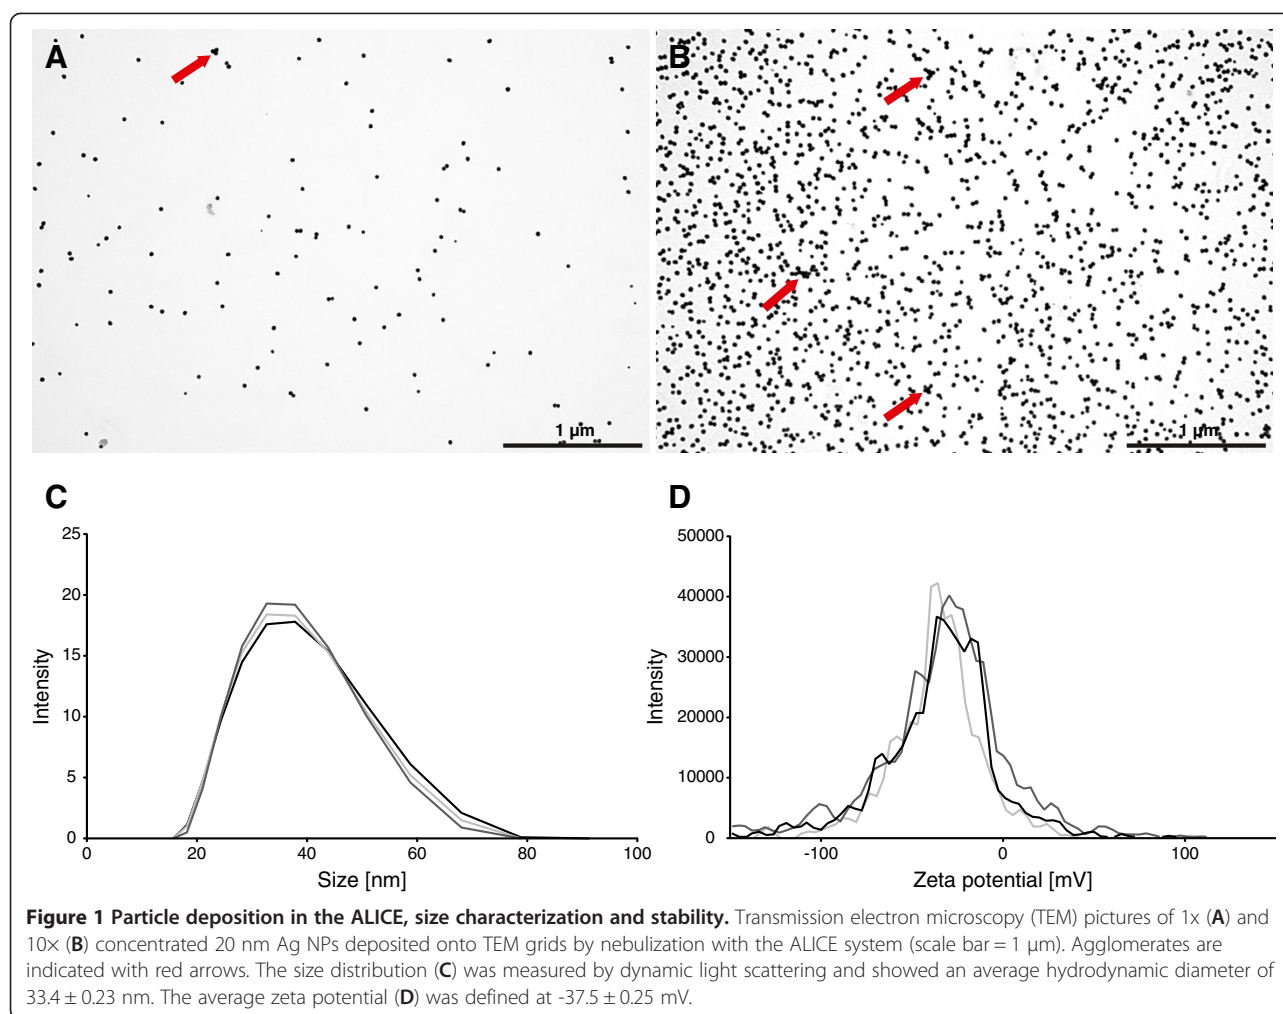 A
B
1 µm
1 µm
C
D
25
20
15
10
5
0
Intensity
0 20 40 60 80 100
Size [nm]
50000
40000
30000
20000
10000
0
Intensity
-100 0 100
Zeta potential [mV]
Figure 1 Particle deposition in the ALICE, size characterization and stability. Transmission electron microscopy (TEM) pictures of 1x (A) and
10× (B) concentrated 20 nm Ag NPs deposited onto TEM grids by nebulization with the ALICE system (scale bar = 1 µm). Agglomerates are
indicated with red arrows. The size distribution (C) was measured by dynamic light scattering and showed an average hydrodynamic diameter of
33.4 ± 0.23 nm. The average zeta potential (D) was defined at -37.5 ± 0.25 mV.